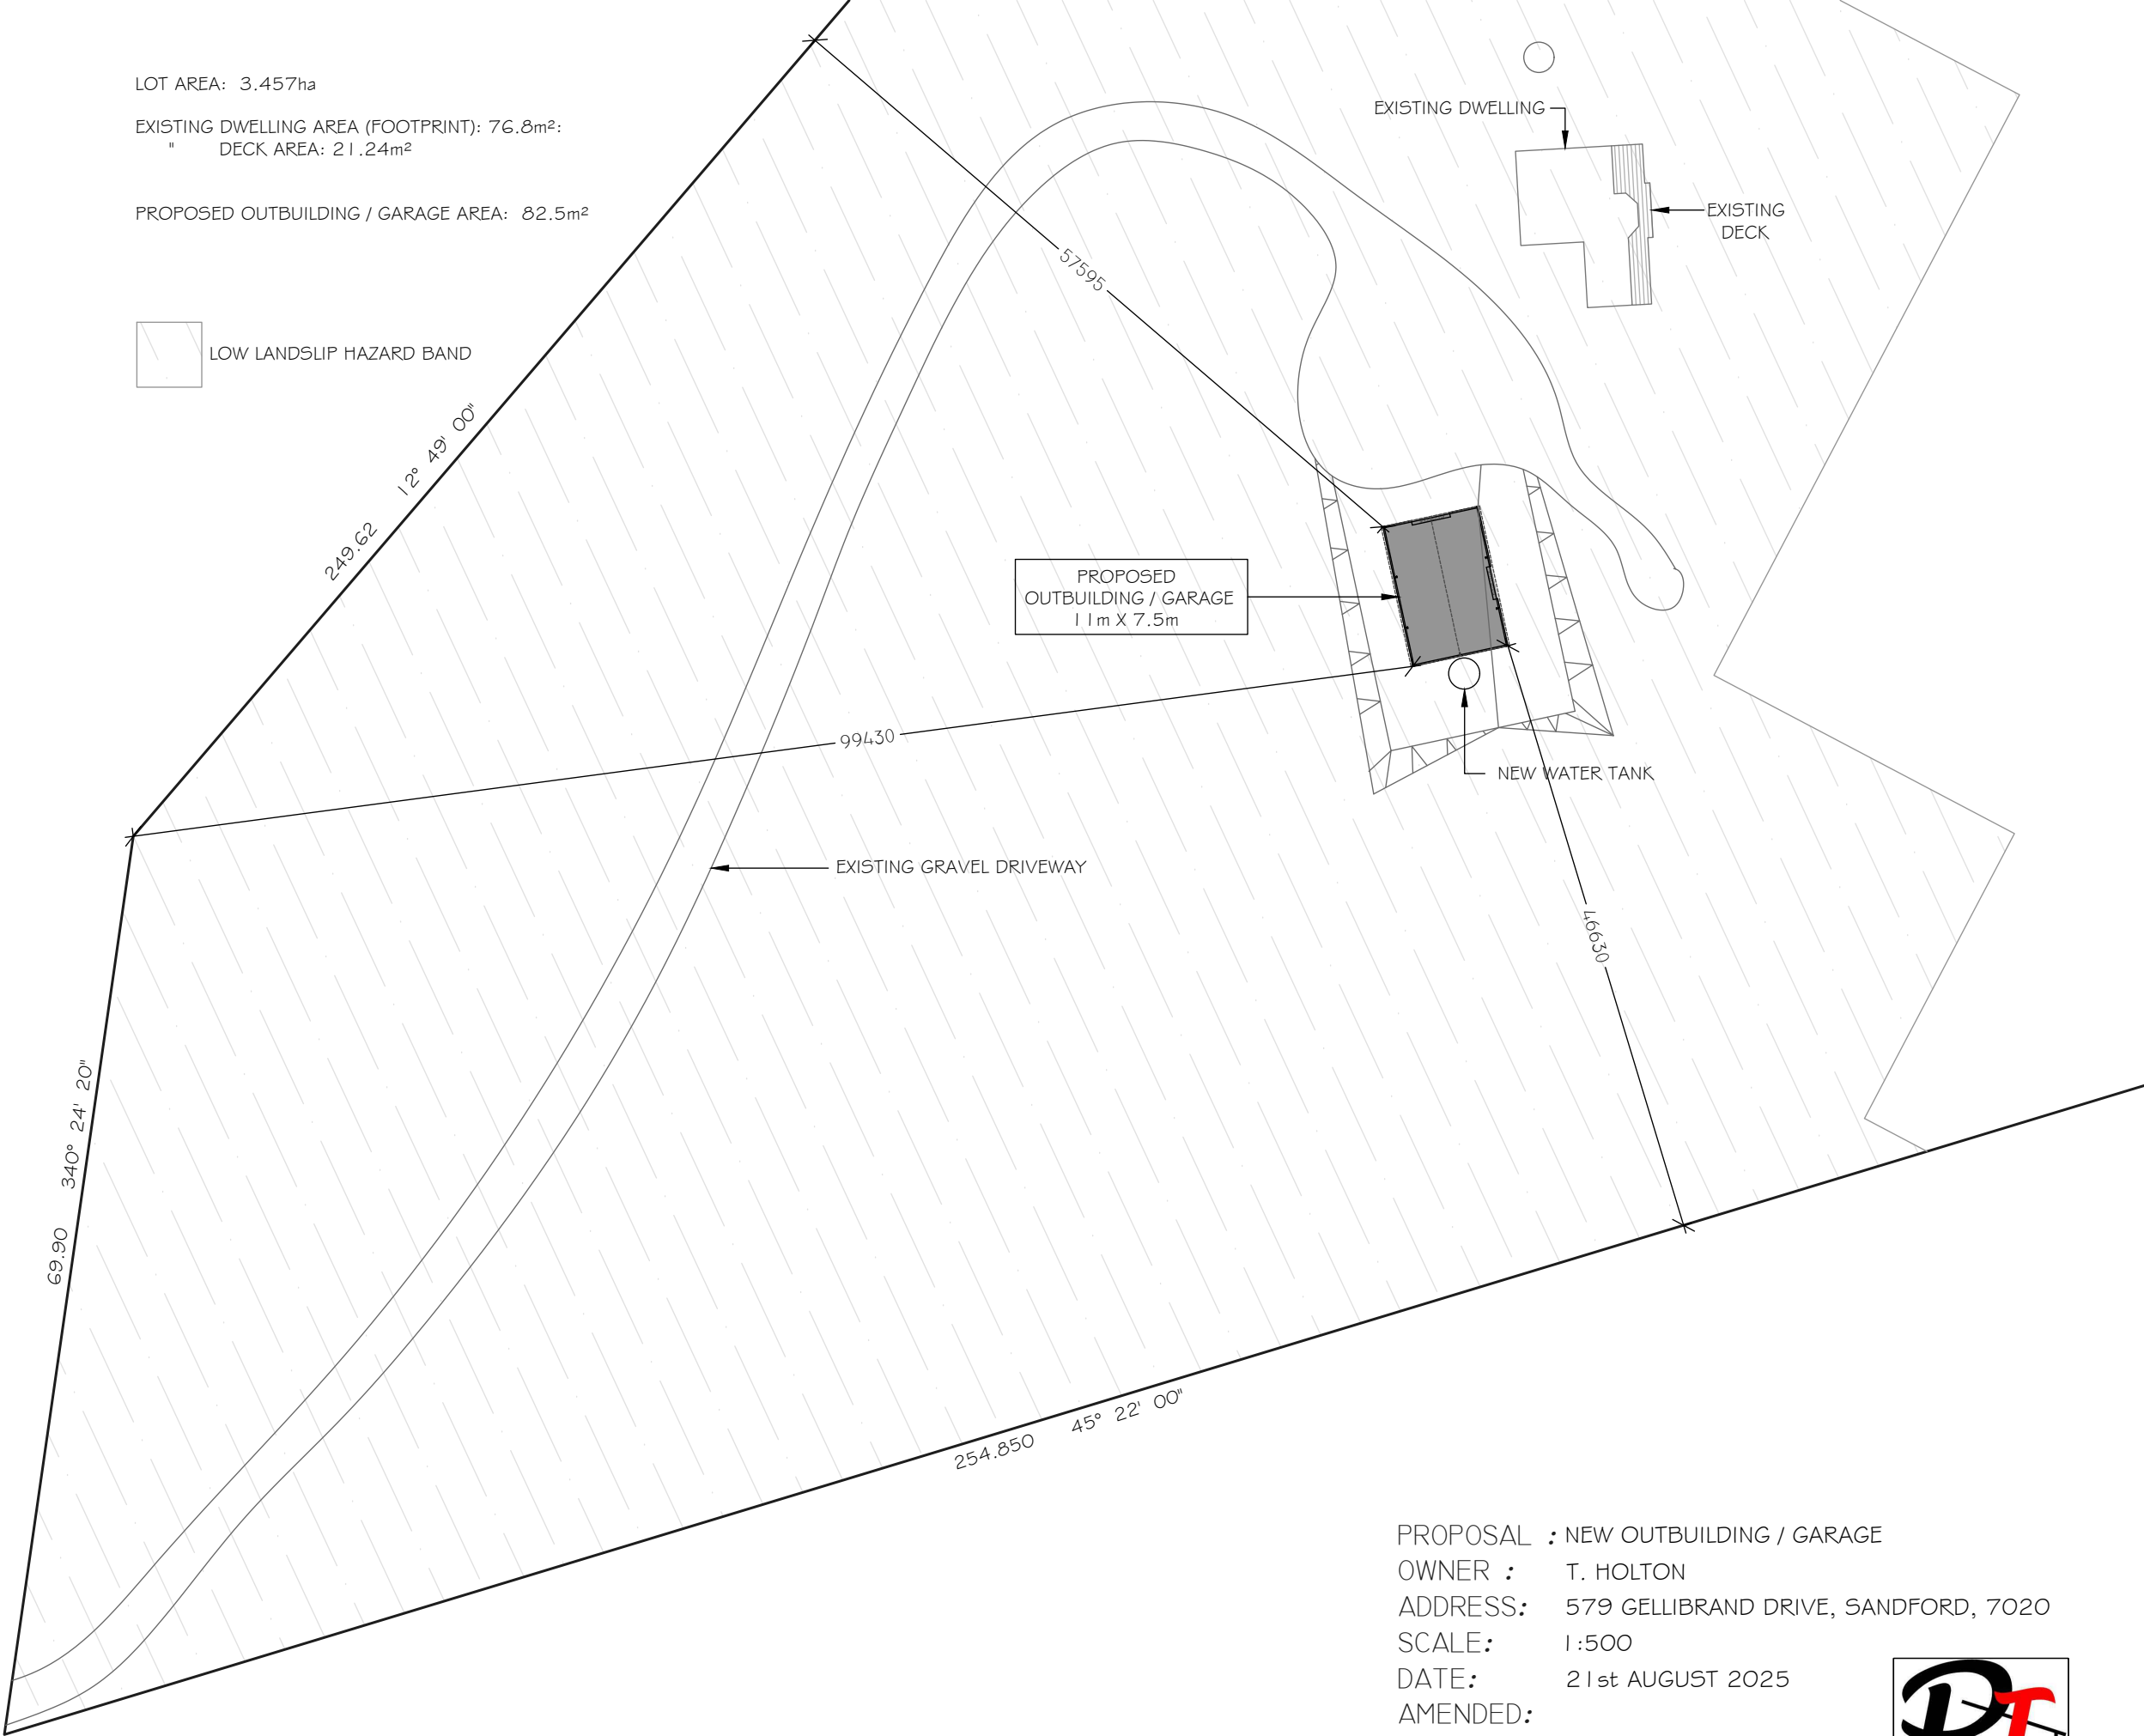 LOT AREA: 3.457ha
EXISTING DWELLING AREA (FOOTPRINT): 76.8m²:
" DECK AREA: 21.24m²
PROPOSED OUTBUILDING / GARAGE AREA: 82.5m²
LOW LANDSLIP HAZARD BAND
EXISTING DWELLING
EXISTING
DECK
57595
12° 49' 00"
249.62
PROPOSED
OUTBUILDING / GARAGE
11m X 7.5m
99430
NEW WATER TANK
EXISTING GRAVEL DRIVEWAY
46630
340° 24' 20"
69.90
254.850 45° 22' 00"
PROPOSAL : NEW OUTBUILDING / GARAGE
OWNER : T. HOLTON
ADDRESS: 579 GELLIBRAND DRIVE, SANDFORD, 7020
SCALE: 1:500
DATE: 21st AUGUST 2025
AMENDED:
DT